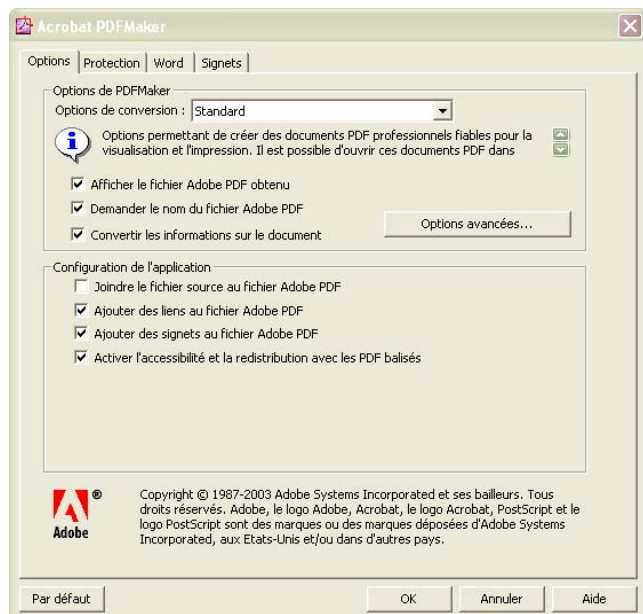 Acrobat PDFMaker
Options Protection Word Signets
Options de PDFMaker
Options de conversion : Standard
Options permettant de créer des documents PDF professionnels fiables pour la
visualisation et l'impression. Il est possible d'ouvrir ces documents PDF dans
Afficher le fichier Adobe PDF obtenu
Demander le nom du fichier Adobe PDF
Convertir les informations sur le document
Options avancées...
Configuration de l'application
Joindre le fichier source au fichier Adobe PDF
Ajouter des liens au fichier Adobe PDF
Ajouter des signets au fichier Adobe PDF
Activer l'accessibilité et la redistribution avec les PDF balisés
Adobe ®
Copyright © 1987-2003 Adobe Systems Incorporated et ses bailleurs. Tous
droits réservés. Adobe, le logo Adobe, Acrobat, le logo Acrobat, PostScript et le
logo PostScript sont des marques ou des marques déposées d'Adobe Systems
Incorporated, aux Etats-Unis et/ou dans d'autres pays.
Par défaut OK Annuler Aide